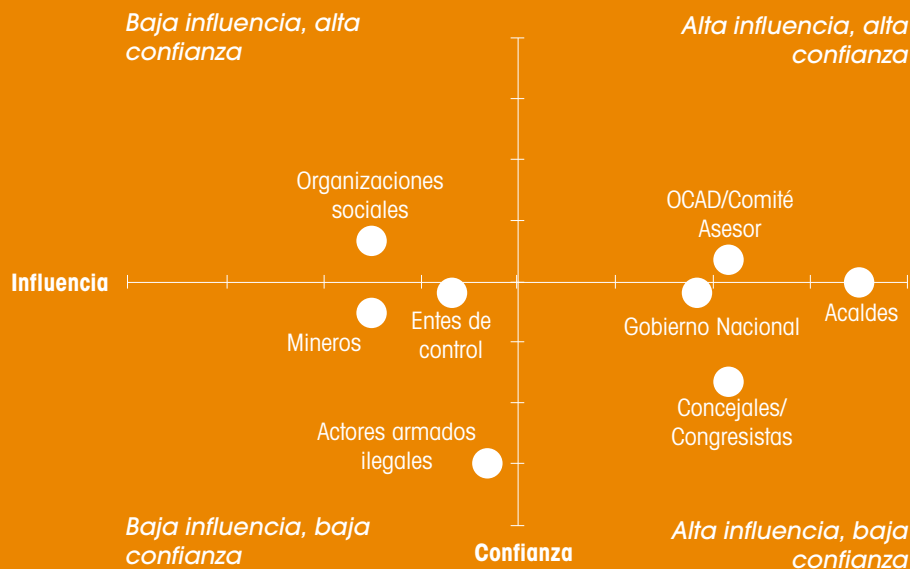 Baja influencia, alta
confianza
Alta influencia, alta
confianza
Organizaciones
sociales
OCAD/Comité
Asesor
Influencia
Mineros
Entes de
control
Gobierno Nacional
Acaldes
Actores armados
ilegales
Concejales/
Congresistas
Baja influencia, baja
confianza
Confianza
Alta influencia, baja
confianza